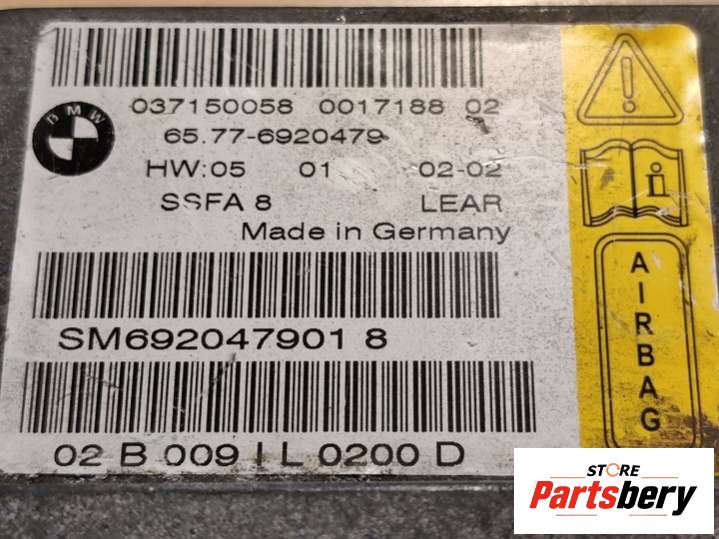 BMW
037150058 0017188 02
65.77-6920479
HW:05 01 02-02
SSFA 8 LEAR
Made in Germany
SM692047901 8
02 B 009 I L 0200 D
i
AIRBAG
STORE
Partsbery